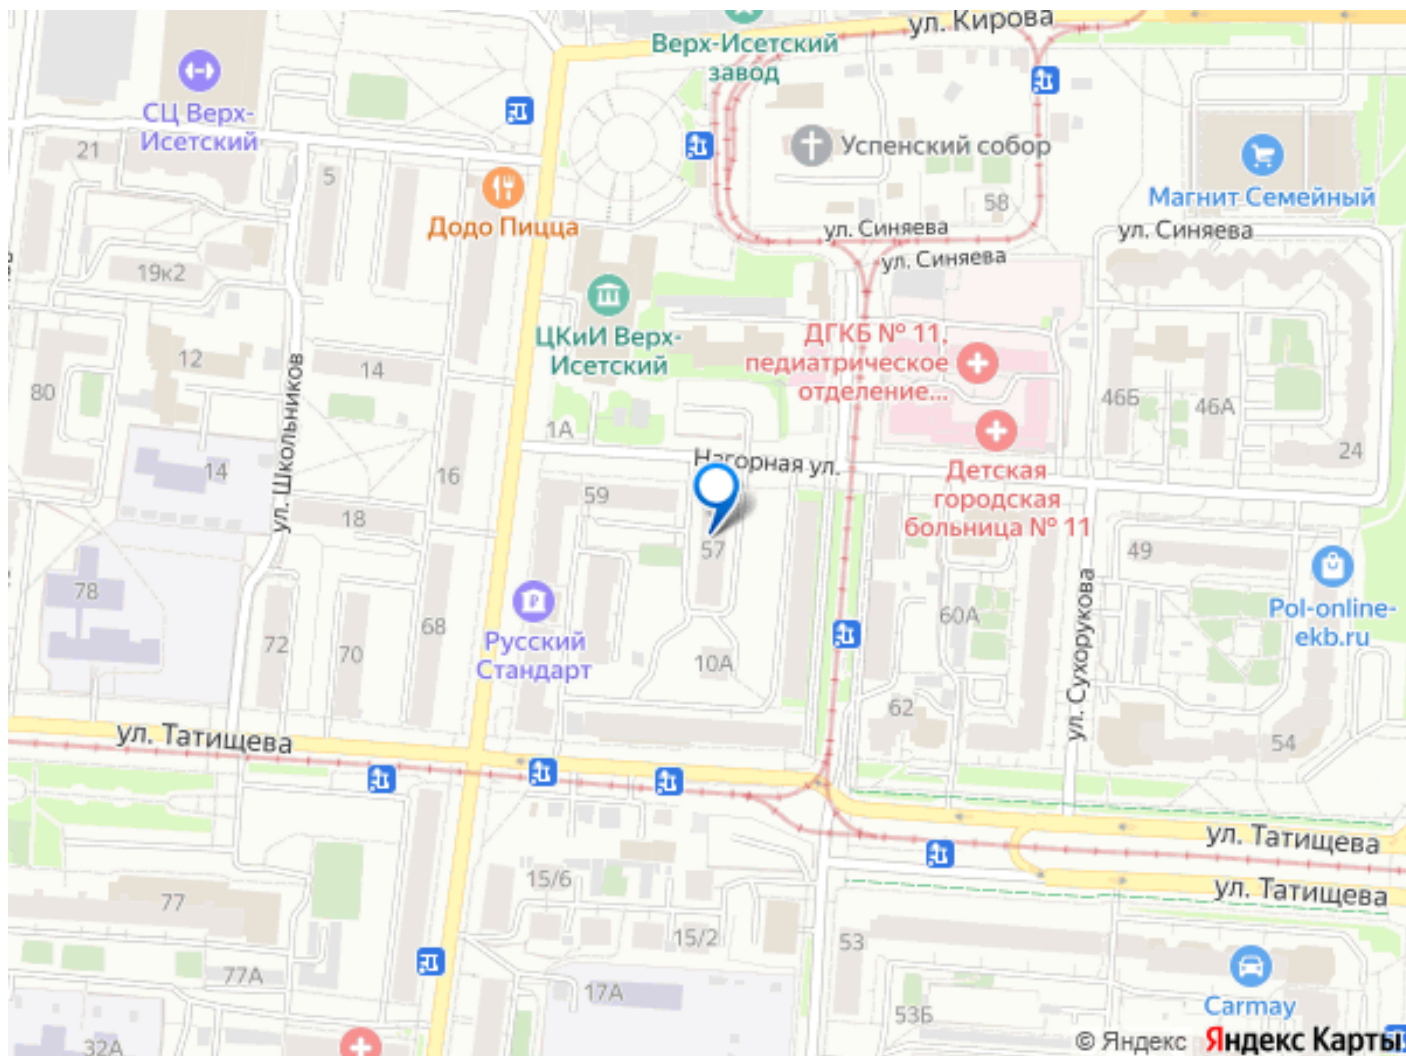 ул. Кирова
Верх-Исетский
завод
СЦ Верх-
Исетский
Успенский собор
Магнит Семейный
21
5
58
Додо Пицца
ул. Синяева
ул. Синяева
ул. Синяева
19к2
ЦКиИ Верх-
Исетский
ДГКБ № 11,
педиатрическое
отделение...
12
14
80
46Б
46А
ул. Школьников
1А
24
Нагорная ул.
14
16
Детская
городская
больница № 11
59
18
57
49
78
Pol-online-
ekb.ru
60А
68
72
70
Русский
Стандарт
10А
ул. Сухорукова
62
ул. Татищева
54
ул. Татищева
ул. Татищева
15/6
77
15/2
53
77А
17А
Carmay
53Б
32А
© Яндекс Яндекс Карты